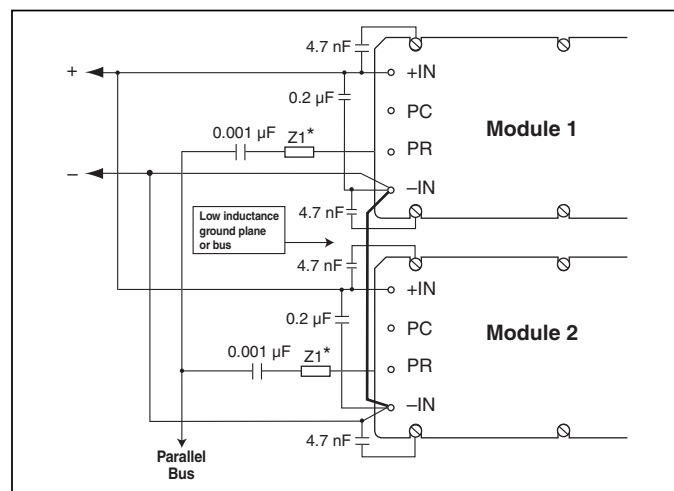 4.7 nF
+
+IN
0.2 µF
PC
Module 1
0.001 µF
Z1*
PR
–
–IN
4.7 nF
Low inductance
ground plane
or bus
4.7 nF
+IN
0.2 µF
PC
Module 2
0.001 µF
Z1*
PR
–IN
4.7 nF
Parallel
Bus